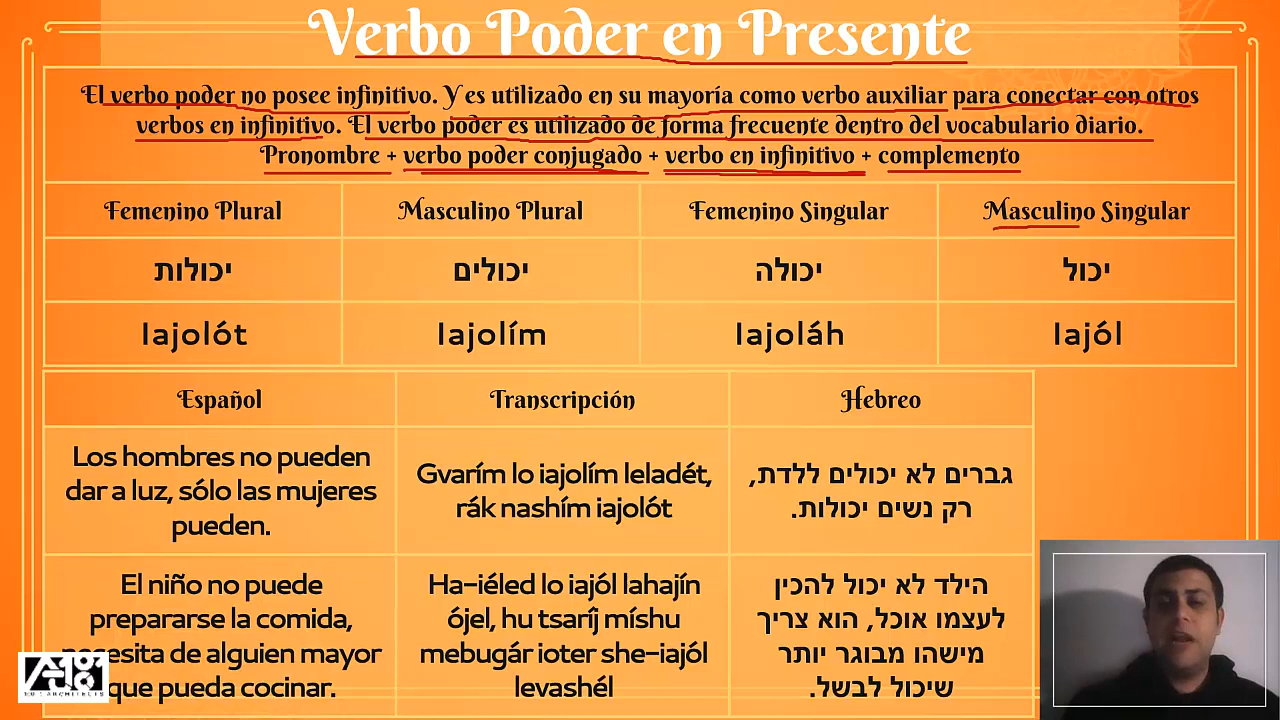 Verbo Poder en Presente
El verbo poder no posee infinitivo. Y es utilizado en su mayoría como verbo auxiliar para conectar con otros
verbos en infinitivo. El verbo poder es utilizado de forma frecuente dentro del vocabulario diario.
Pronombre + verbo poder conjugado + verbo en infinitivo + complemento
Femenino Plural
Masculino Plural
Femenino Singular
Masculino Singular
יכולות
יכולים
יכולה
יכול
Iajolót
Iajolím
Iajoláh
Iajól
Español
Transcripción
Hebreo
Los hombres no pueden
dar a luz, sólo las mujeres
pueden.
Gvarím lo iajolím leladét,
rák nashím iajolót
גברים לא יכולים ללדת,
רק נשים יכולות.
El niño no puede
prepararse la comida,
necesita de alguien mayor
que pueda cocinar.
Ha-iéled lo iajól lahajín
ójel, hu tsaríj míshu
mebugár ioter she-iajól
levashél
הילד לא יכול להכין
לעצמו אוכל, הוא צריך
מישהו מבוגר יותר
שיכול לבשל.